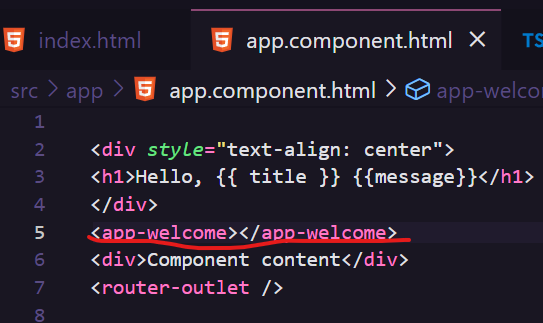 index.html app.component.html TS
src > app > app.component.html > app-welco
1
2 <div style="text-align: center">
3 <h1>Hello, {{ title }} {{message}}</h1>
4 </div>
5 <app-welcome></app-welcome>
6 <div>Component content</div>
7 <router-outlet />
8